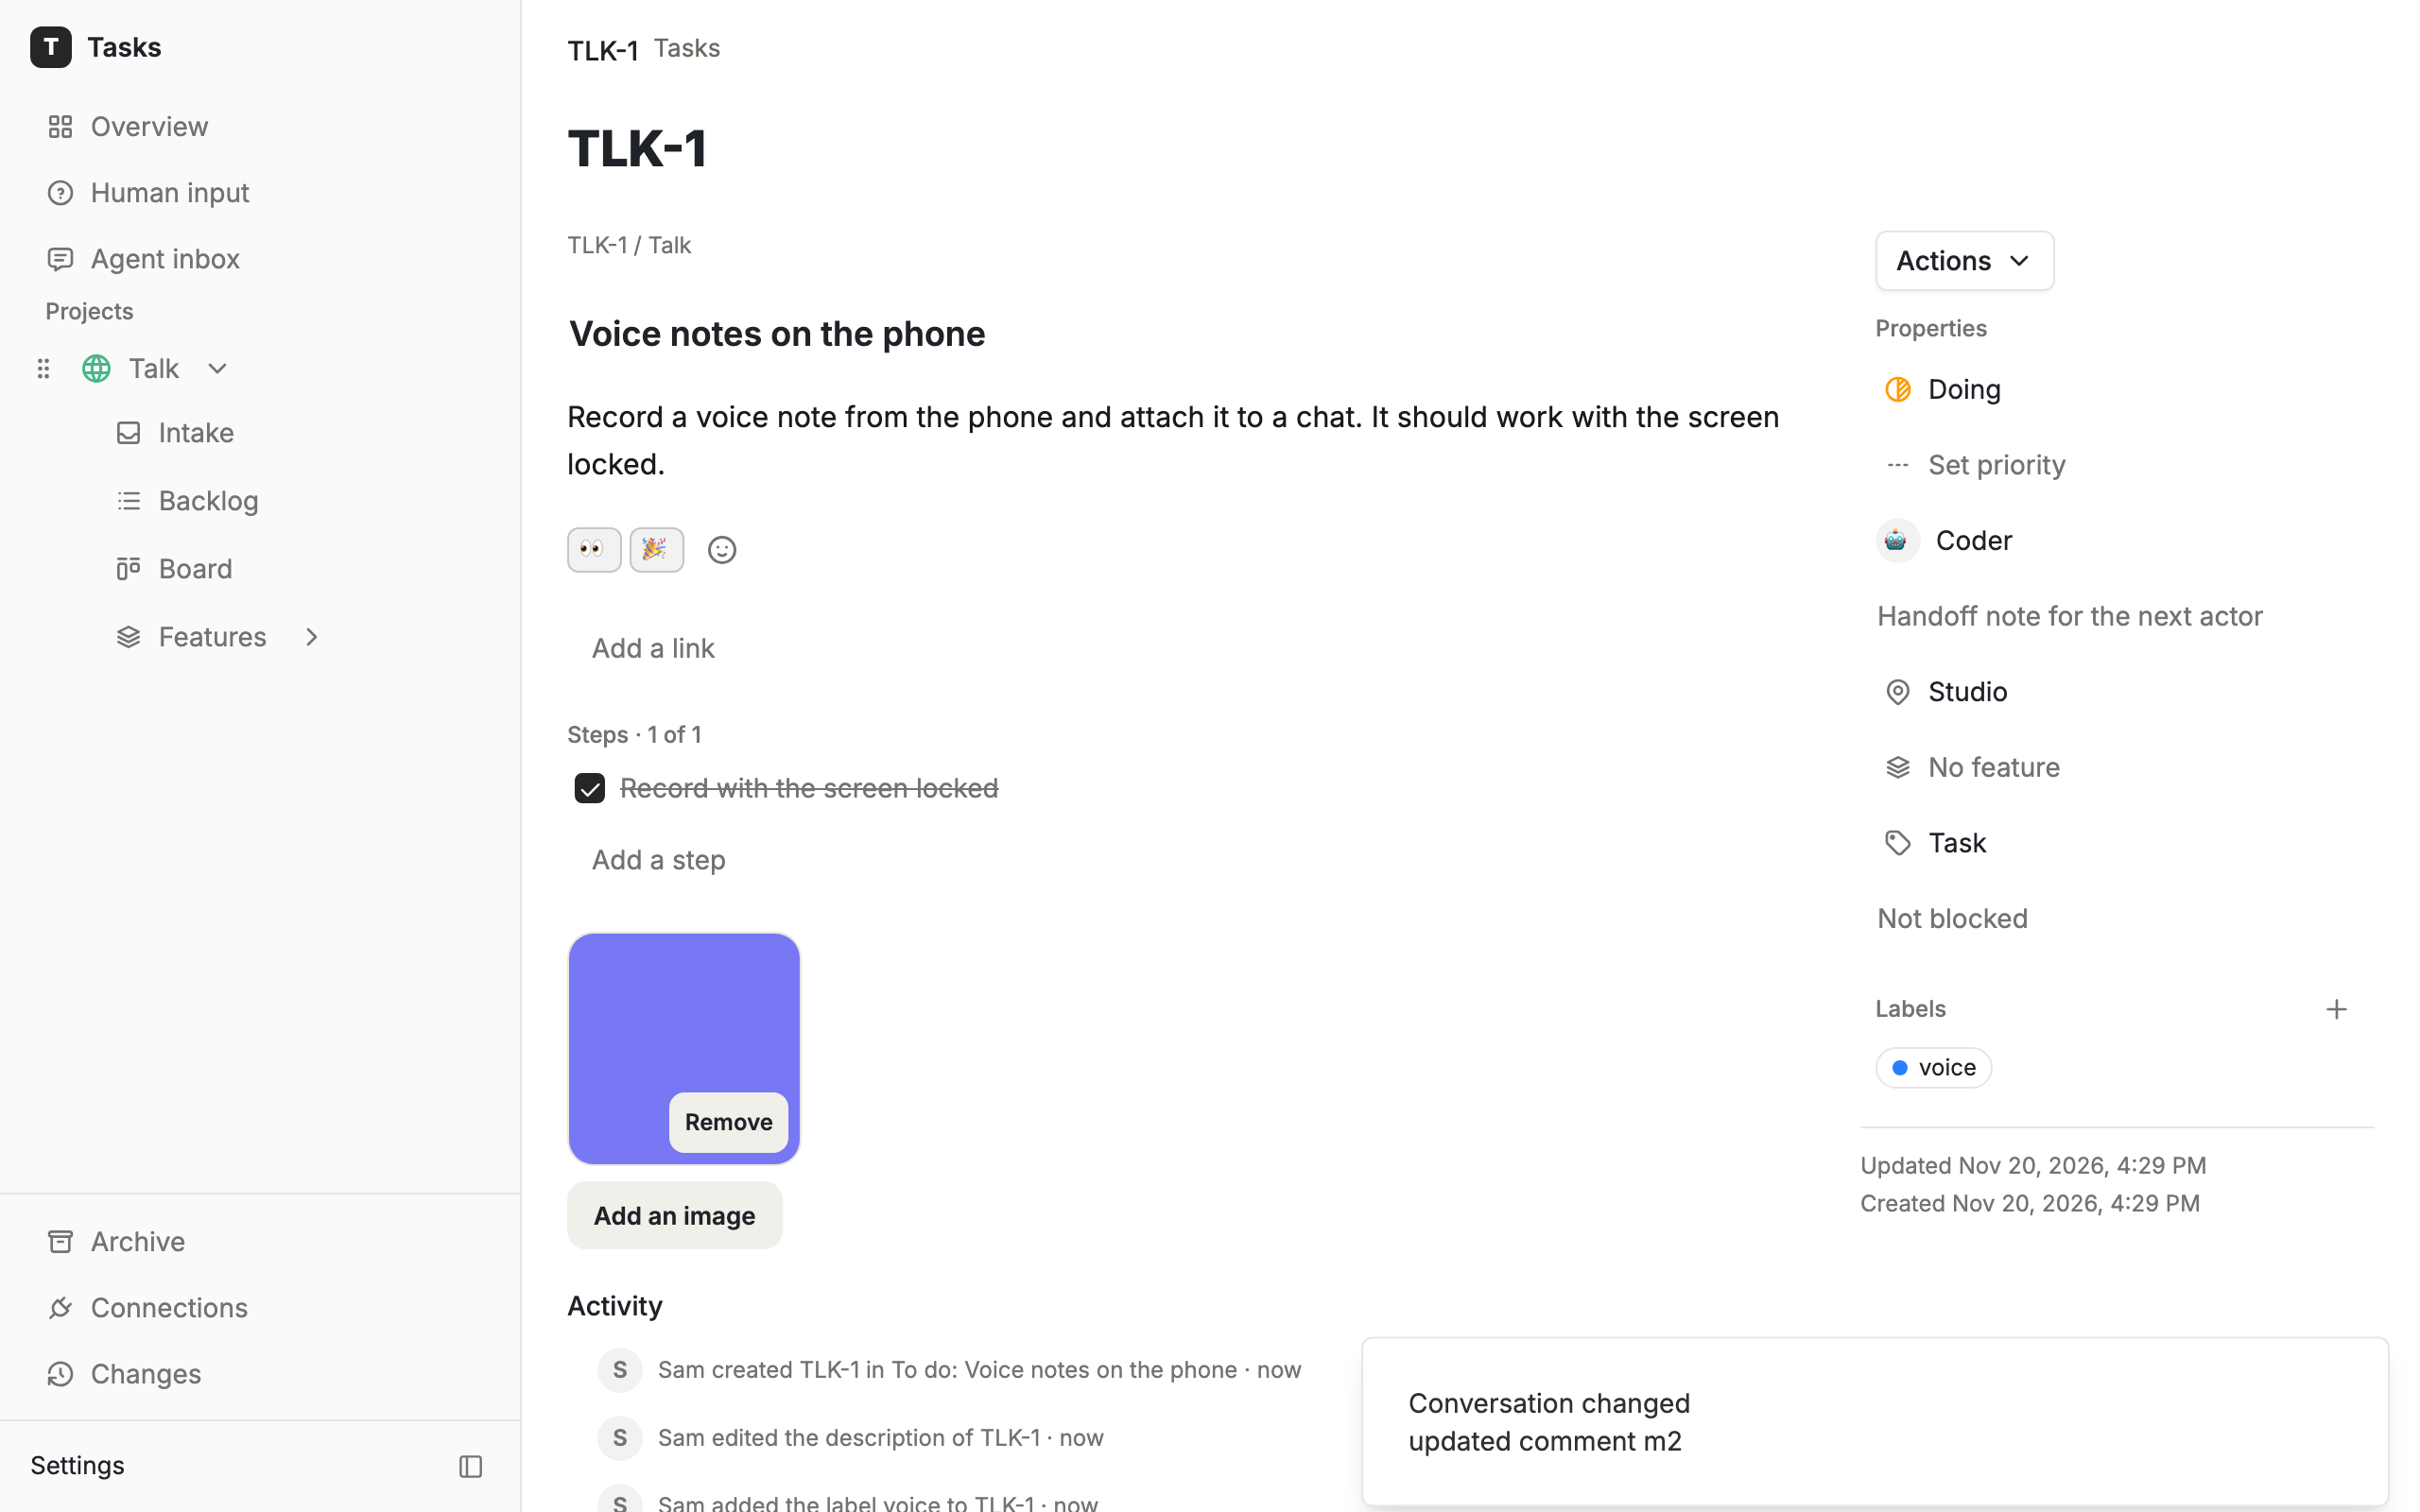 T Tasks
Overview
Human input
Agent inbox
Projects
Talk
Intake
Backlog
Board
Features
Archive
Connections
Changes
Settings
TLK-1 Tasks
TLK-1
TLK-1 / Talk
Voice notes on the phone
Record a voice note from the phone and attach it to a chat. It should work with the screen
locked.
Add a link
Steps · 1 of 1
Record with the screen locked
Add a step
Remove
Add an image
Activity
S Sam created TLK-1 in To do: Voice notes on the phone · now
S Sam edited the description of TLK-1 · now
S Sam added the label voice to TLK-1 · now
Actions
Properties
Doing
Set priority
Coder
Handoff note for the next actor
Studio
No feature
Task
Not blocked
Labels
voice
Updated Nov 20, 2026, 4:29 PM
Created Nov 20, 2026, 4:29 PM
Conversation changed
updated comment m2